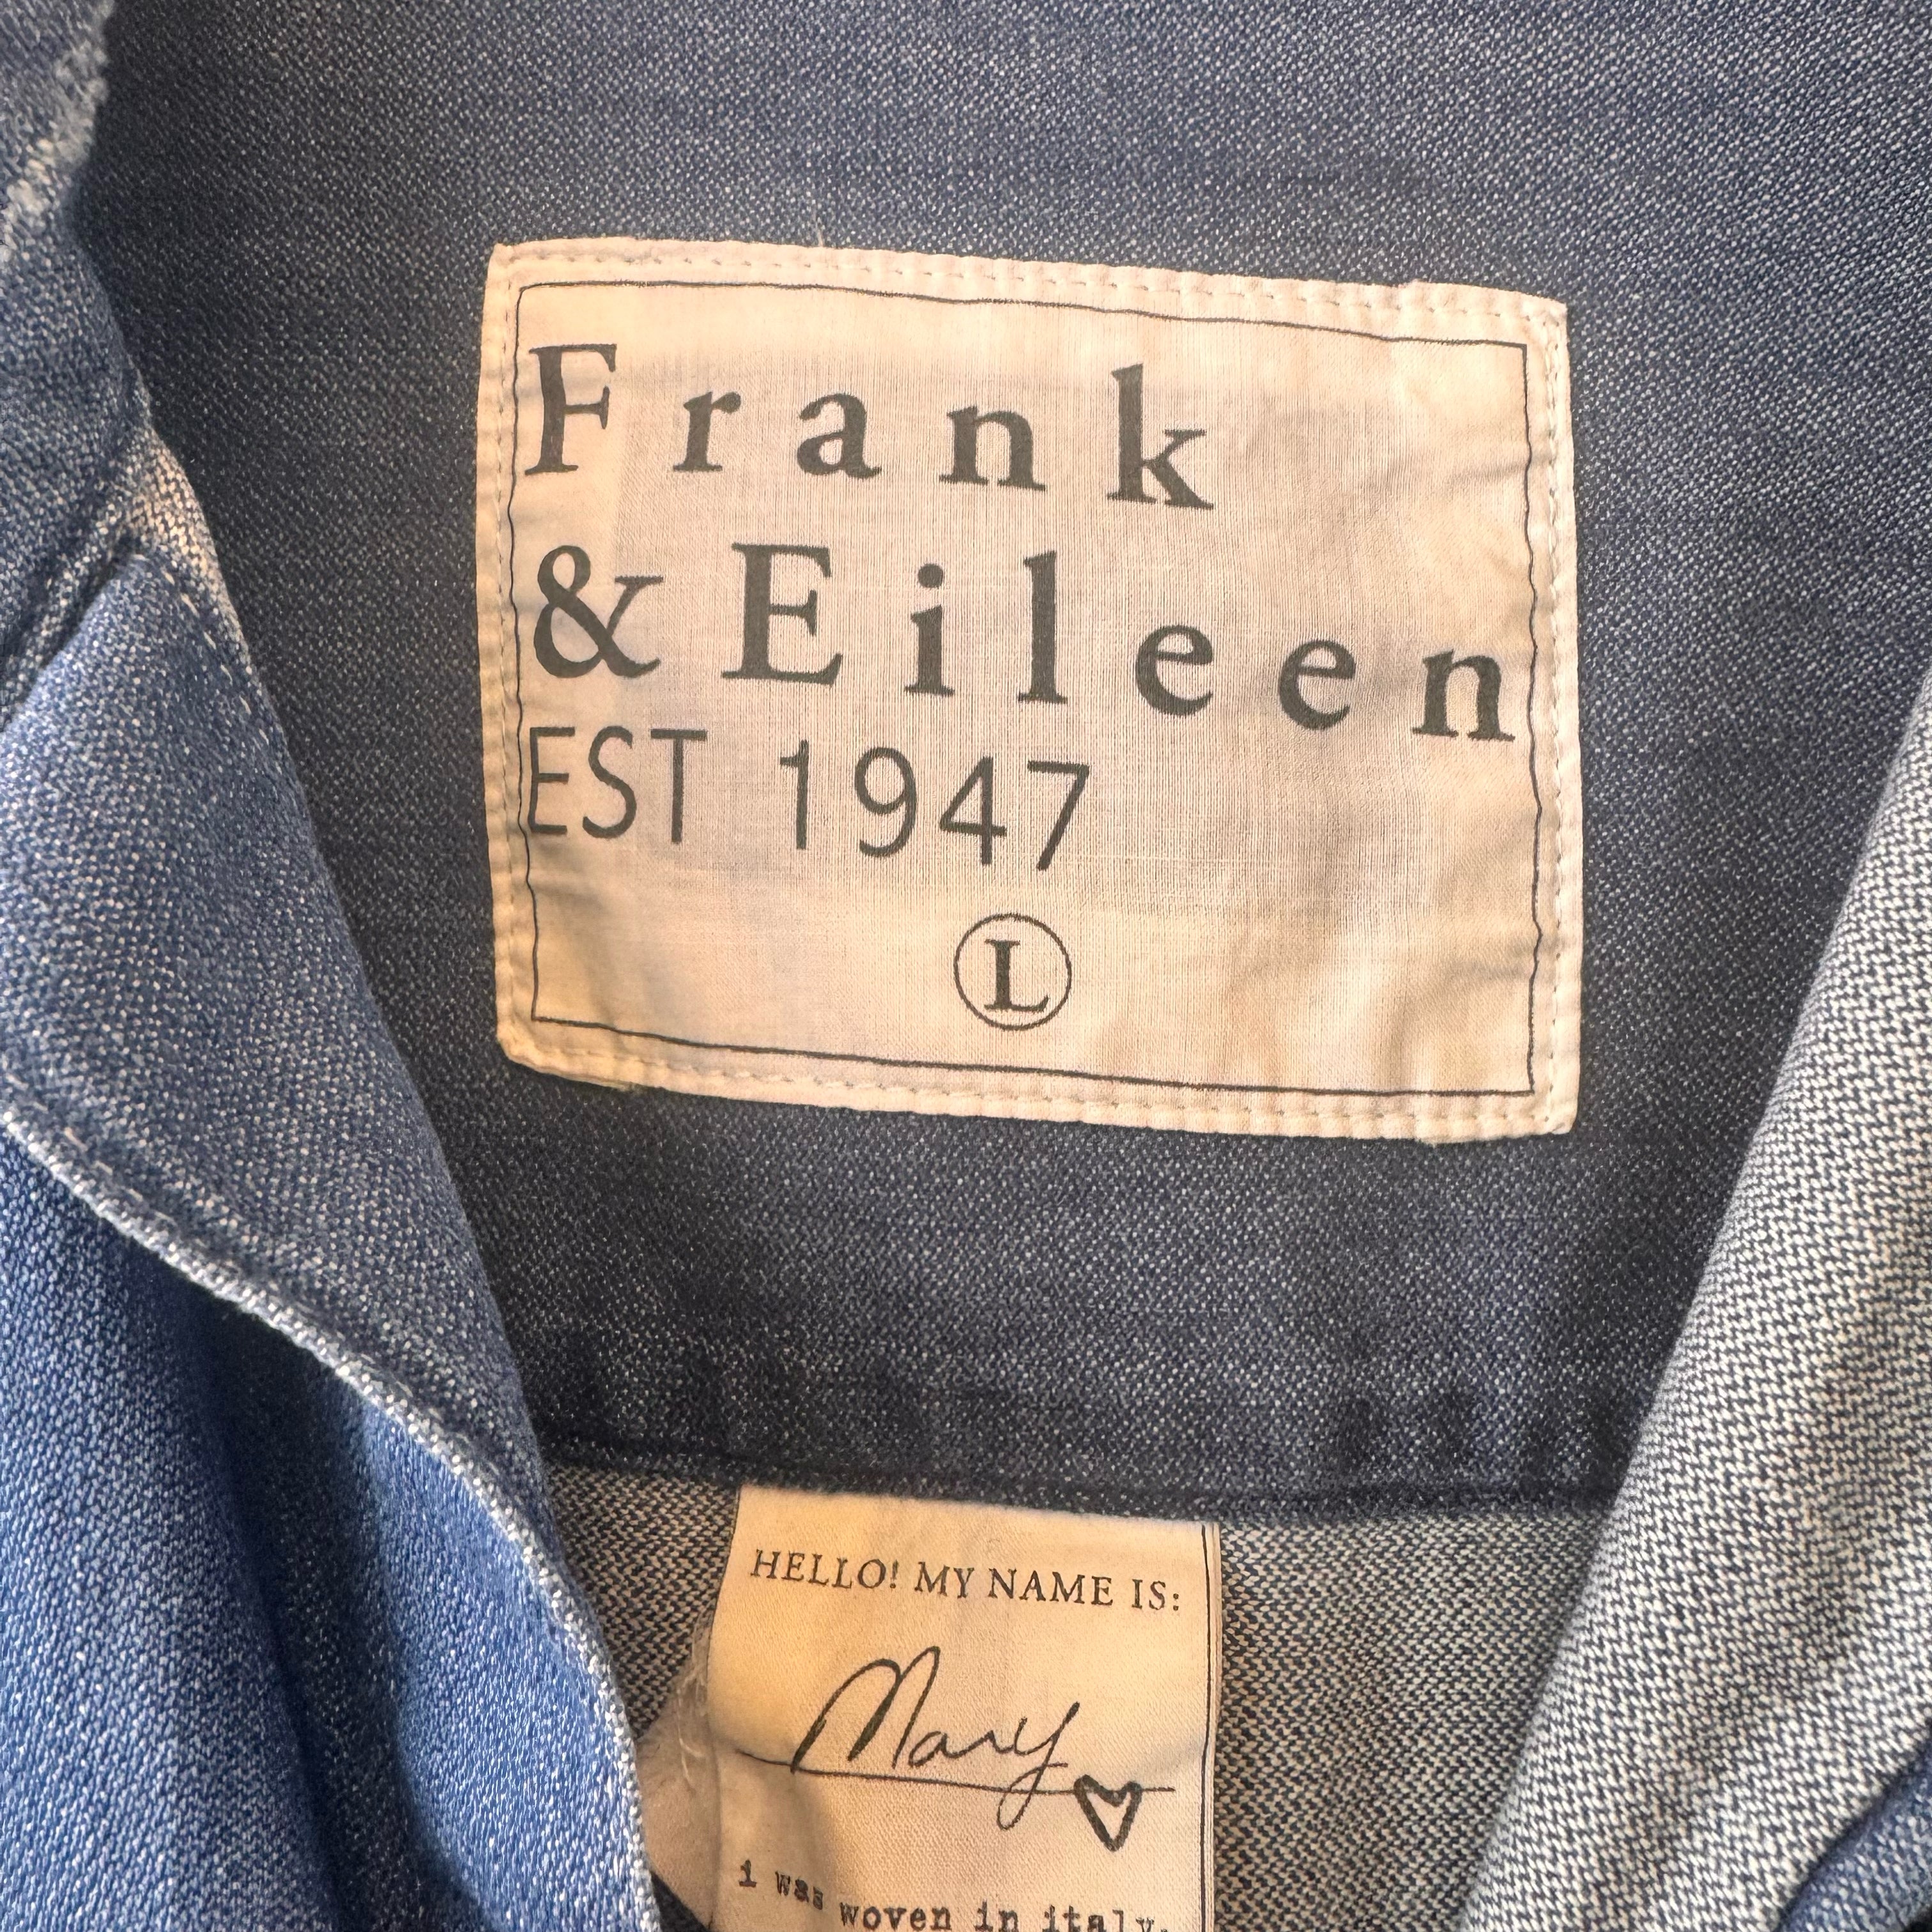 Frank
& Eileen
EST 1947
L
HELLO! MY NAME IS:
Mary
i was woven in italy.